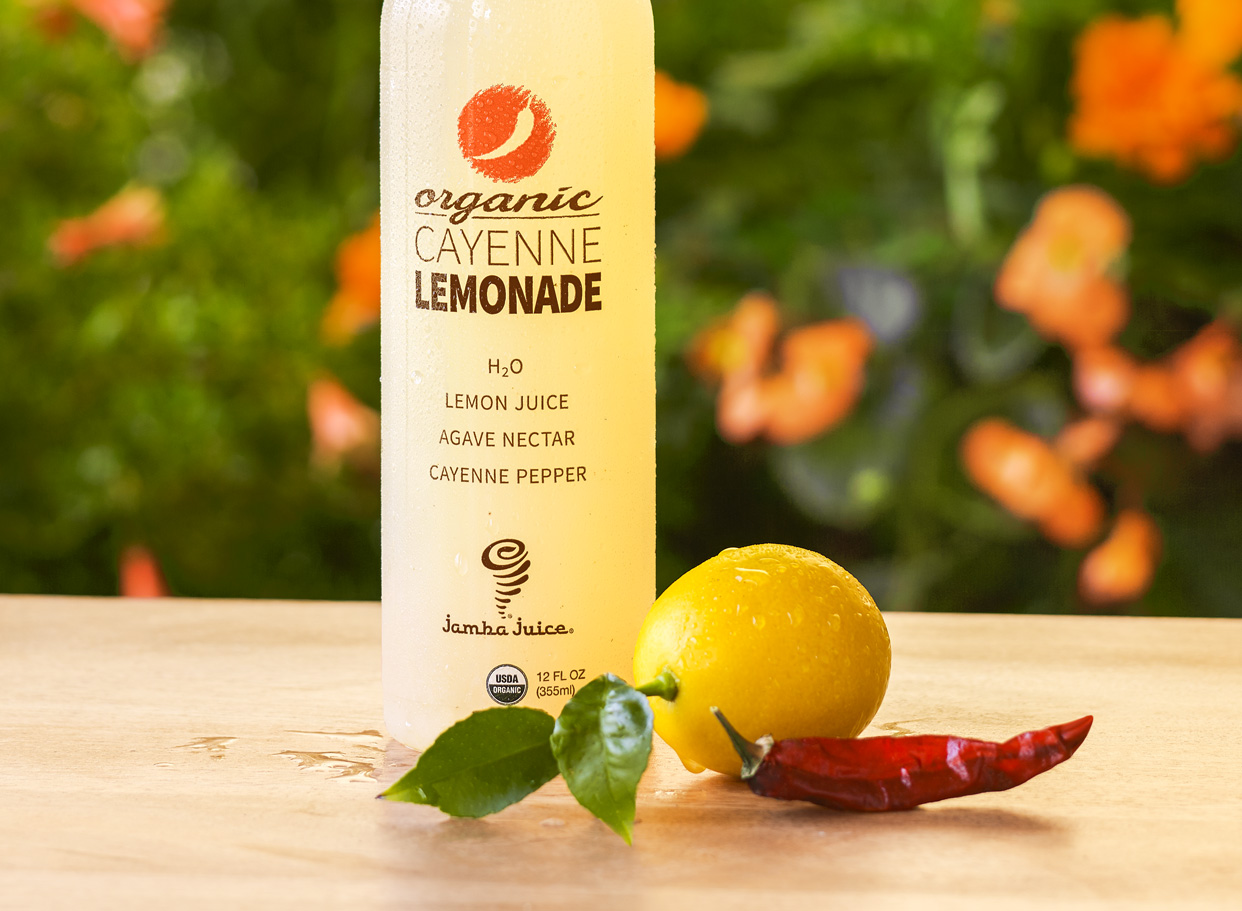 organic
CAYENNE
LEMONADE
H₂O
LEMON JUICE
AGAVE NECTAR
CAYENNE PEPPER
jamba juice®
USDA
ORGANIC
12 FL OZ
(355ml)